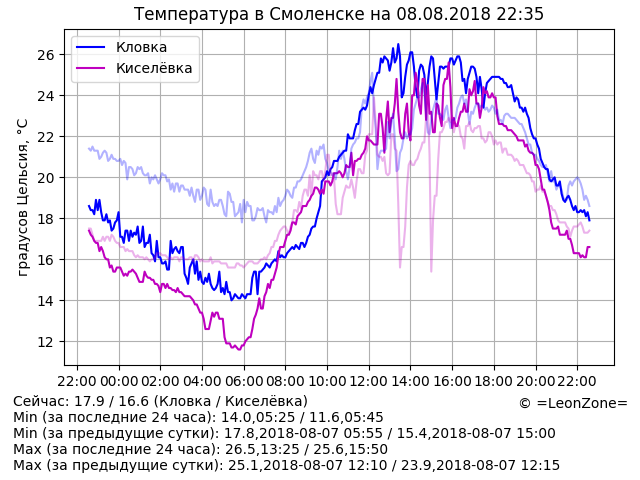 Температура в Смоленске на 08.08.2018 22:35
Кловка
Киселёвка
градусов Цельсия, °C
26
24
22
20
18
16
14
12
22:00 00:00 02:00 04:00 06:00 08:00 10:00 12:00 14:00 16:00 18:00 20:00 22:00
Сейчас: 17.9 / 16.6 (Кловка / Киселёвка)
© =LeonZone=
Min (за последние 24 часа): 14.0,05:25 / 11.6,05:45
Min (за предыдущие сутки): 17.8,2018-08-07 05:55 / 15.4,2018-08-07 15:00
Max (за последние 24 часа): 26.5,13:25 / 25.6,15:50
Max (за предыдущие сутки): 25.1,2018-08-07 12:10 / 23.9,2018-08-07 12:15